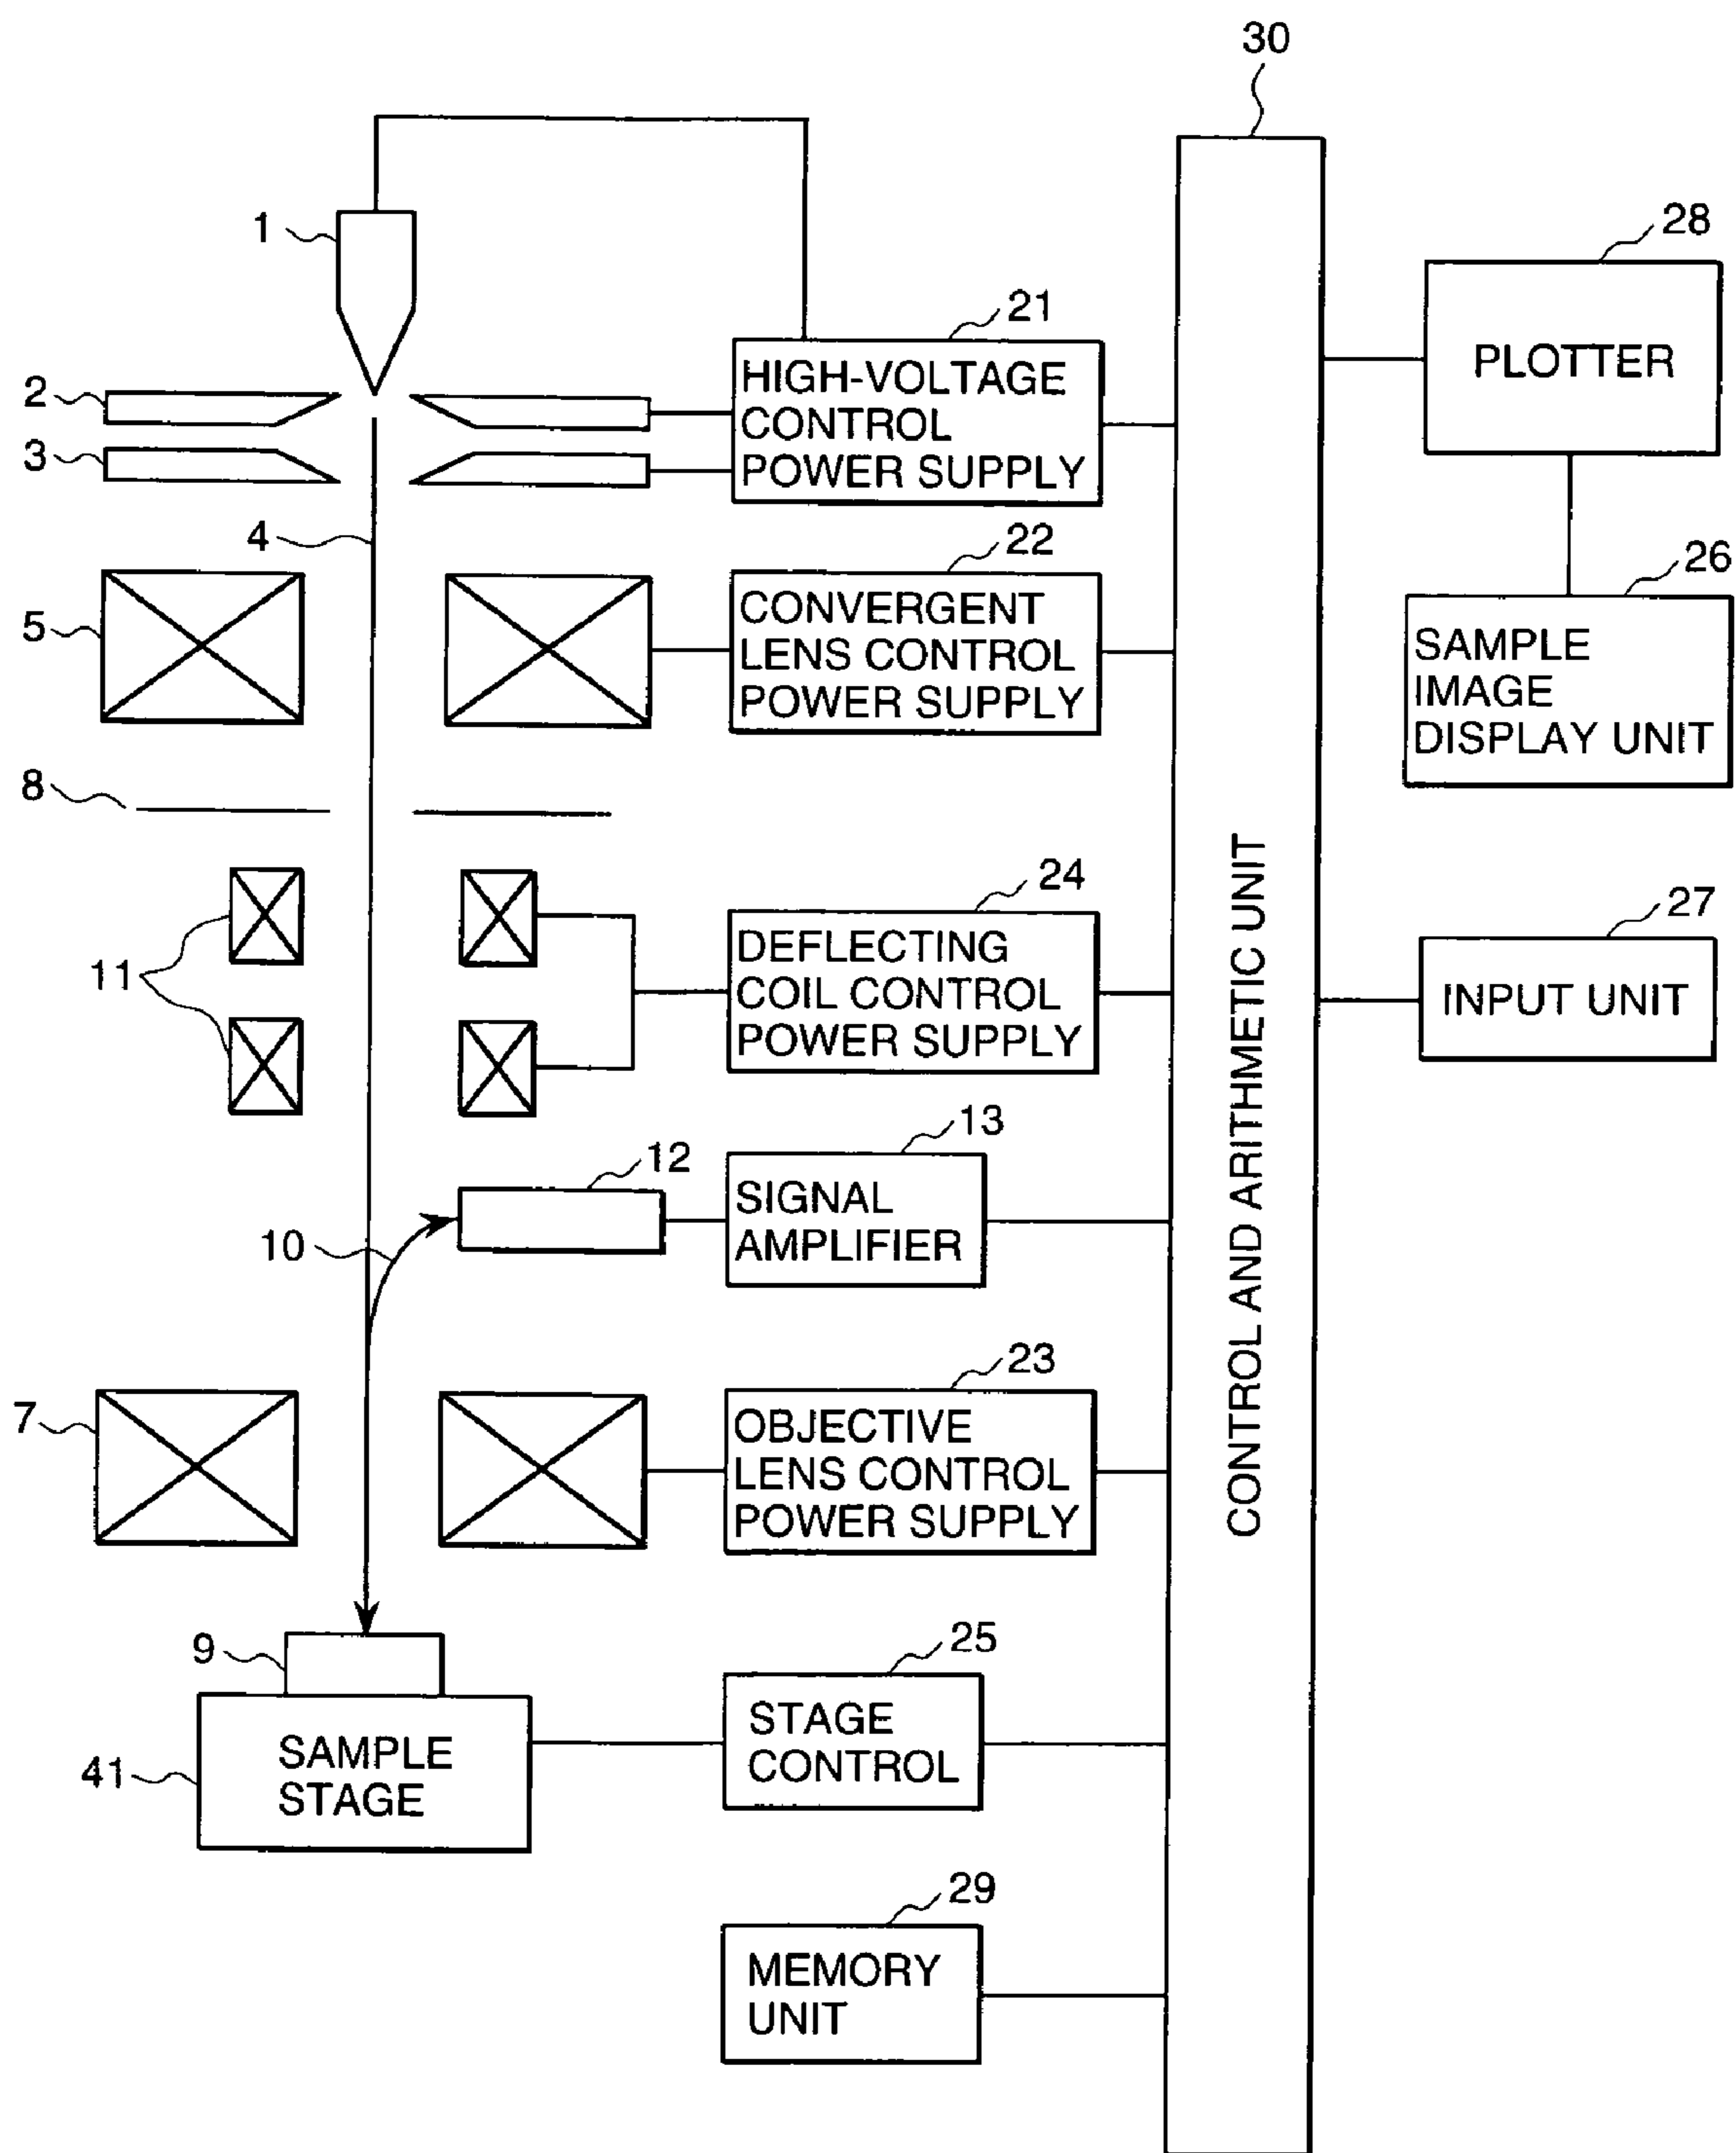 30
1
28
21
PLOTTER
HIGH-VOLTAGE
CONTROL
POWER SUPPLY
2
3
4
22
26
5
CONVERGENT
LENS CONTROL
POWER SUPPLY
SAMPLE
IMAGE
DISPLAY UNIT
8
24
27
11
DEFLECTING
COIL CONTROL
POWER SUPPLY
INPUT UNIT
CONTROL AND ARITHMETIC UNIT
13
12
SIGNAL
AMPLIFIER
10
23
7
OBJECTIVE
LENS CONTROL
POWER SUPPLY
9
25
STAGE
CONTROL
41
SAMPLE
STAGE
29
MEMORY
UNIT